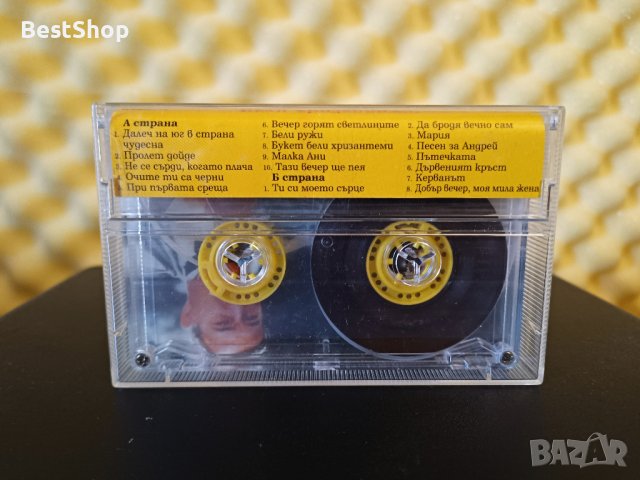 BestShop
А страна
1. Далеч на юг в страна
чудесна
2. Пролет дойде
3. Не се сърди, когато плача
4. Очите ти са черни
5. При първата среща
6. Вечер горят светлините
7. Бели ружи
8. Букет бели хризантеми
9. Малка Ани
10. Тази вечер ще пея
Б страна
1. Ти си моето сърце
2. Да бродя вечно сам
3. Мария
4. Песен за Андрей
5. Пътечката
6. Дървеният кръст
7. Керванът
8. Добър вечер, моя мила жена
BAZAR